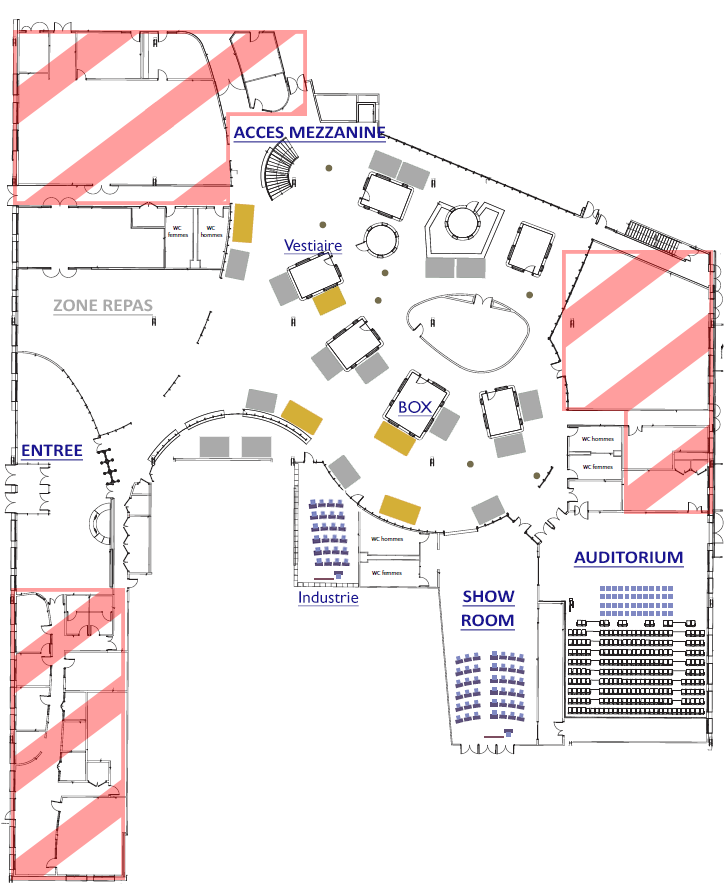 ACCES MEZZANINE
WC
femmes
WC
hommes
Vestiaire
ZONE REPAS
BOX
ENTREE
WC hommes
WC femmes
WC hommes
WC femmes
AUDITORIUM
Industrie
SHOW
ROOM